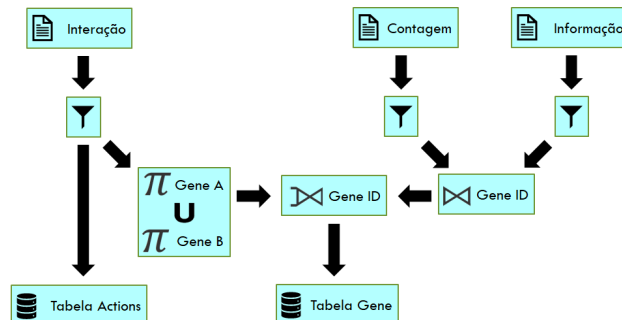 Interação
Contagem
Informação
π Gene A
U
π Gene B
Gene ID
Gene ID
Tabela Actions
Tabela Gene